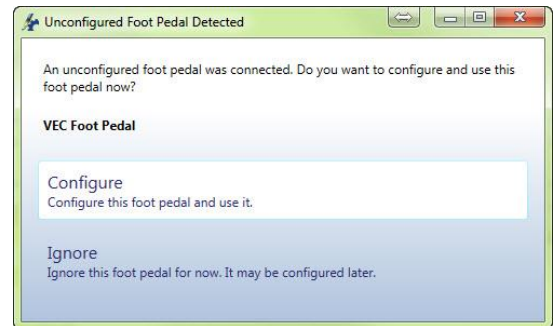 Unconfigured Foot Pedal Detected
An unconfigured foot pedal was connected. Do you want to configure and use this
foot pedal now?
VEC Foot Pedal
Configure
Configure this foot pedal and use it.
Ignore
Ignore this foot pedal for now. It may be configured later.